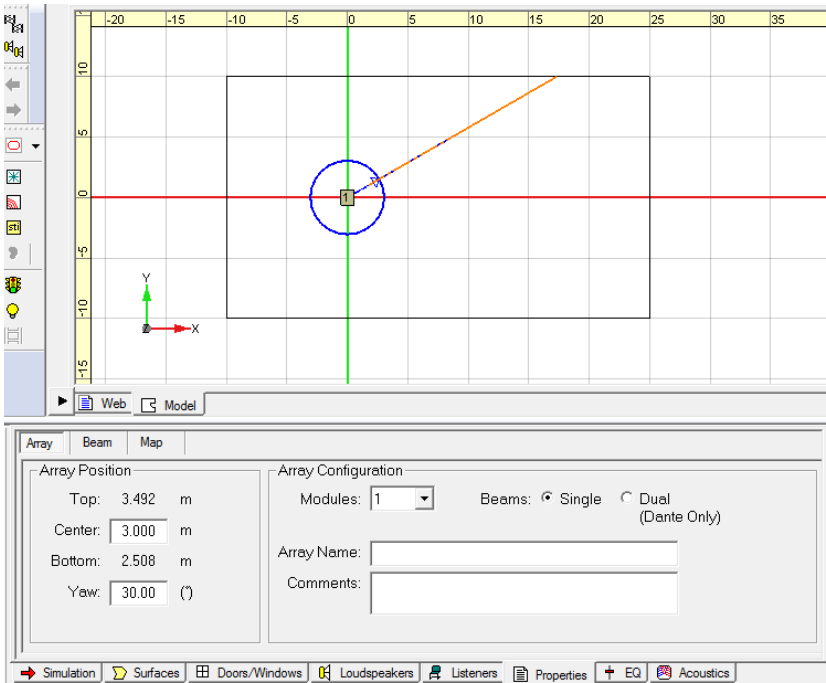 -20 -15 -10 -5 0 5 10 15 20 25 30 35
10
5
0
-5
-10
-15
1
sti
Y
X
Web Model
Array Beam Map
Array Position
Top: 3.492 m
Center: 3.000 m
Bottom: 2.508 m
Yaw: 30.00 (°)
Array Configuration
Modules: 1 Beams: Single Dual
(Dante Only)
Array Name:
Comments:
Simulation Surfaces Doors/Windows Loudspeakers Listeners Properties EQ Acoustics